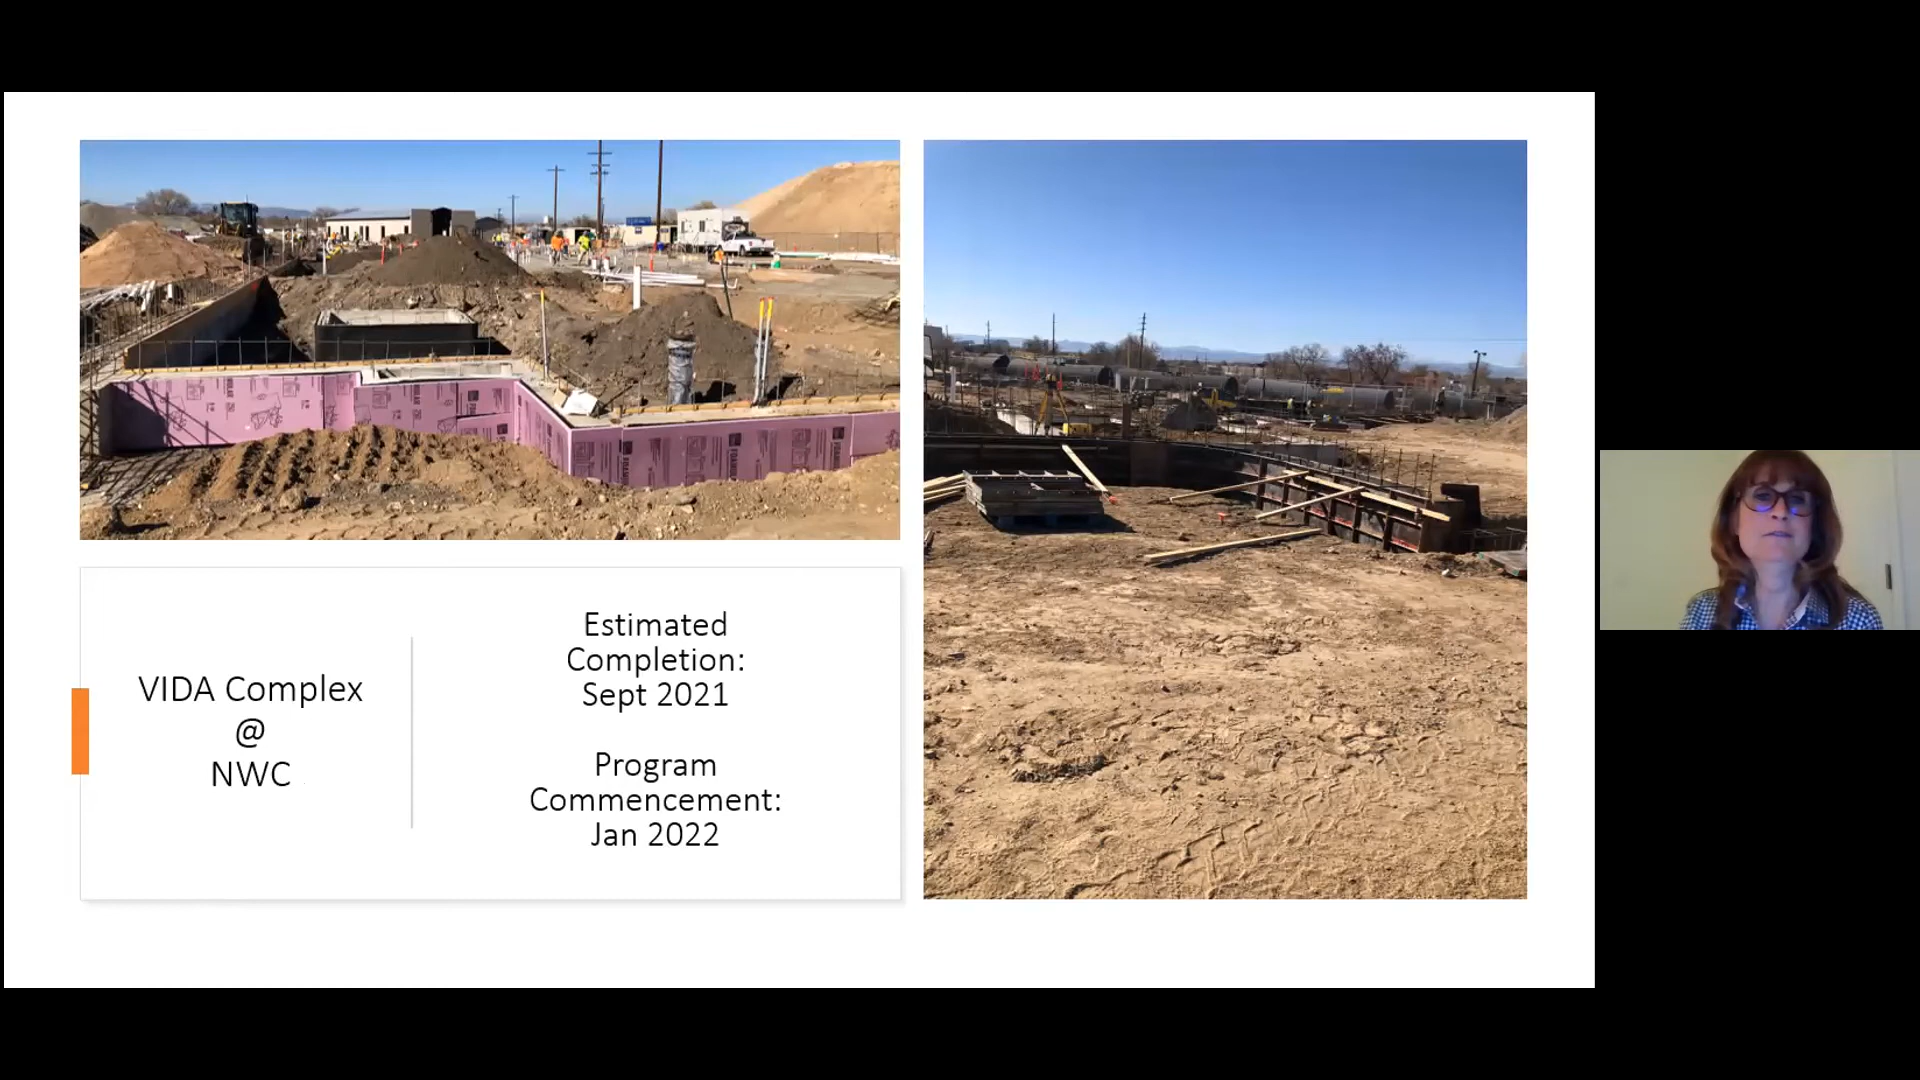 VIDA Complex
@
NWC
Estimated
Completion:
Sept 2021
Program
Commencement:
Jan 2022